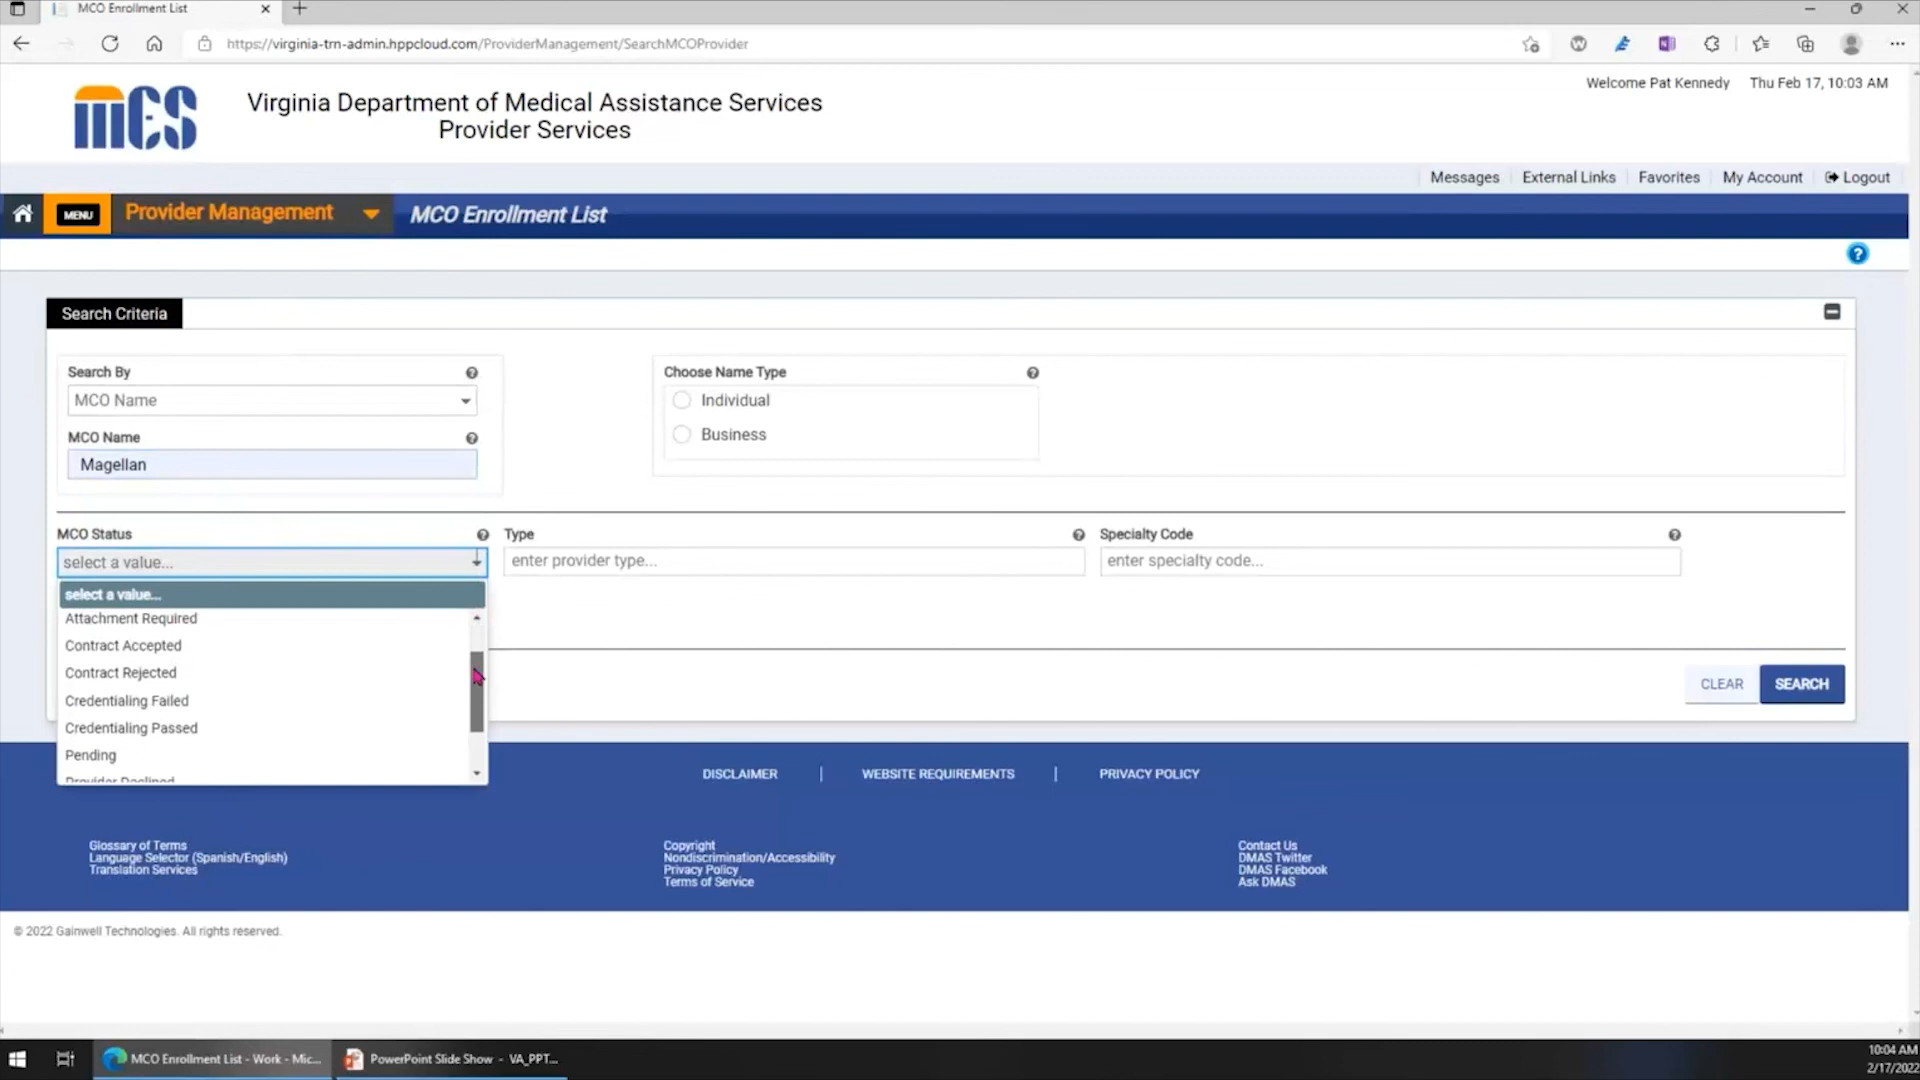 MCO Enrollment List
https://virginia-trn-admin.hppcloud.com/ProviderManagement/SearchMCOProvider
Welcome Pat Kennedy Thu Feb 17, 10:03 AM
mES
Virginia Department of Medical Assistance Services
Provider Services
Messages External Links Favorites My Account Logout
MENU Provider Management MCO Enrollment List
?
Search Criteria
Search By ? Choose Name Type ?
MCO Name Individual
MCO Name ? Business
Magellan
MCO Status ? Type ? Specialty Code ?
select a value... enter provider type... enter specialty code...
select a value...
Attachment Required
Contract Accepted
Contract Rejected
Credentialing Failed
Credentialing Passed
Pending
Provider Declined
CLEAR SEARCH
DISCLAIMER | WEBSITE REQUIREMENTS | PRIVACY POLICY
Glossary of Terms
Language Selector (Spanish/English)
Translation Services
Copyright
Nondiscrimination/Accessibility
Privacy Policy
Terms of Service
Contact Us
DMAS Twitter
DMAS Facebook
Ask DMAS
© 2022 Gainwell Technologies. All rights reserved.
MCO Enrollment List - Work - Mic... PowerPoint Slide Show - VA_PPT...
10:04 AM
2/17/2022